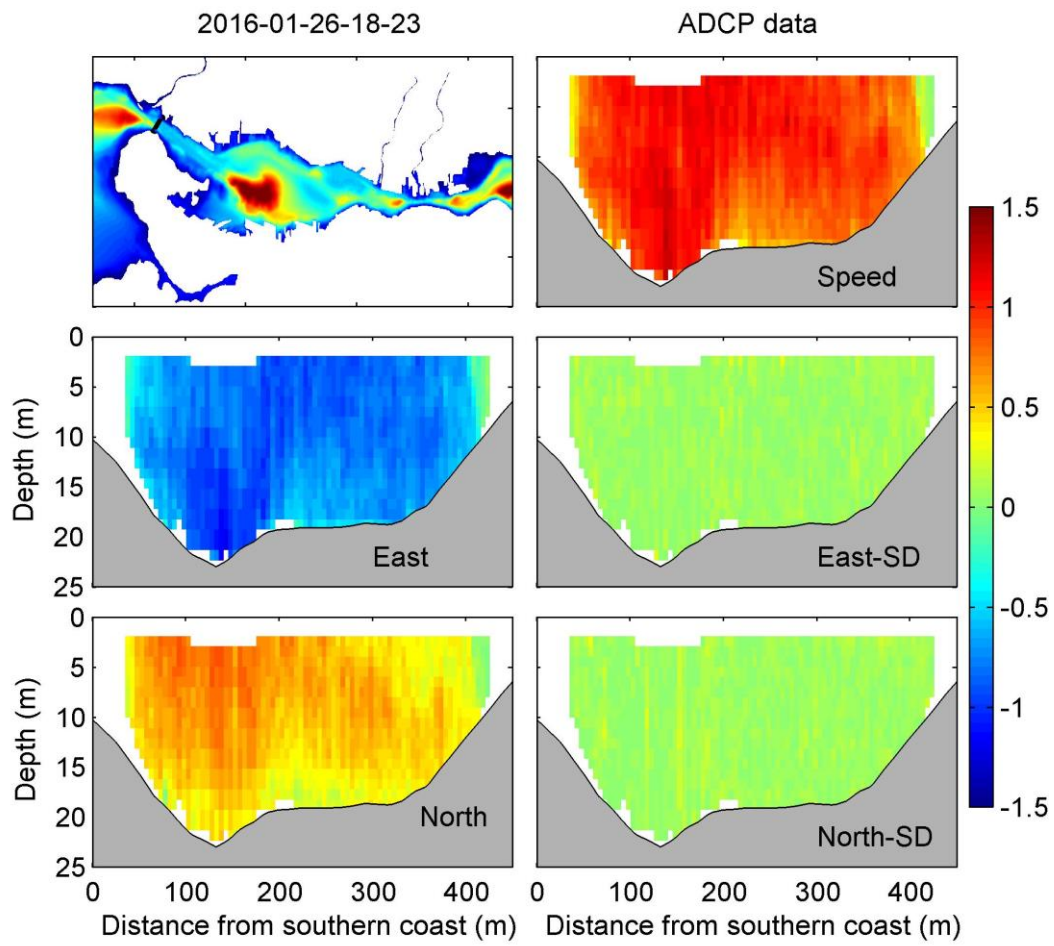 2016-01-26-18-23
ADCP data
Speed
1.5
1
0.5
0
-0.5
-1
-1.5
0
5
10
15
20
25
Depth (m)
East
East-SD
0
5
10
15
20
25
Depth (m)
North
North-SD
0 100 200 300 400
Distance from southern coast (m)
0 100 200 300 400
Distance from southern coast (m)